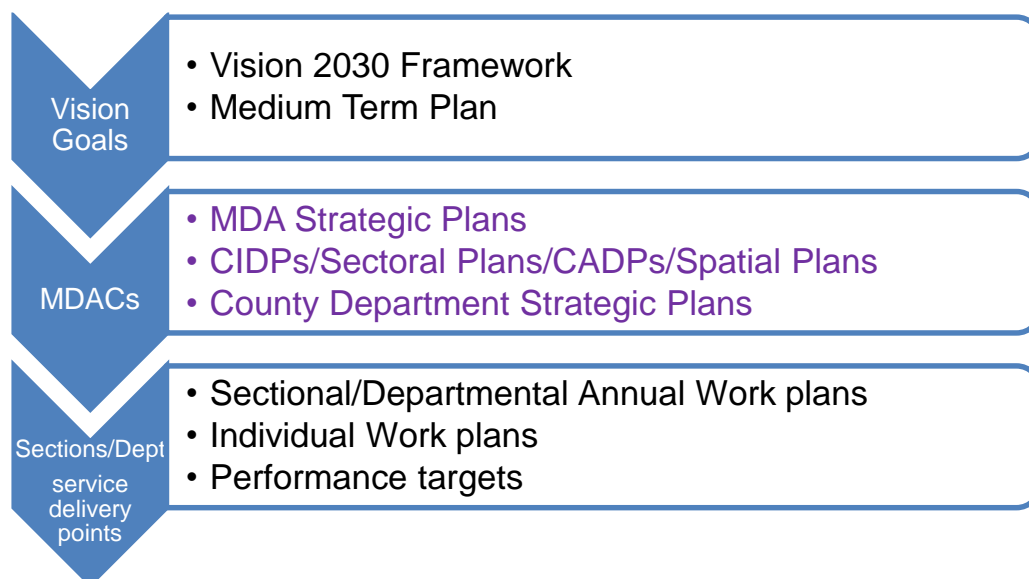 Vision
Goals
• Vision 2030 Framework
• Medium Term Plan
MDACs
• MDA Strategic Plans
• CIDPs/Sectoral Plans/CADPs/Spatial Plans
• County Department Strategic Plans
Sections/Dept
service
delivery
points
• Sectional/Departmental Annual Work plans
• Individual Work plans
• Performance targets